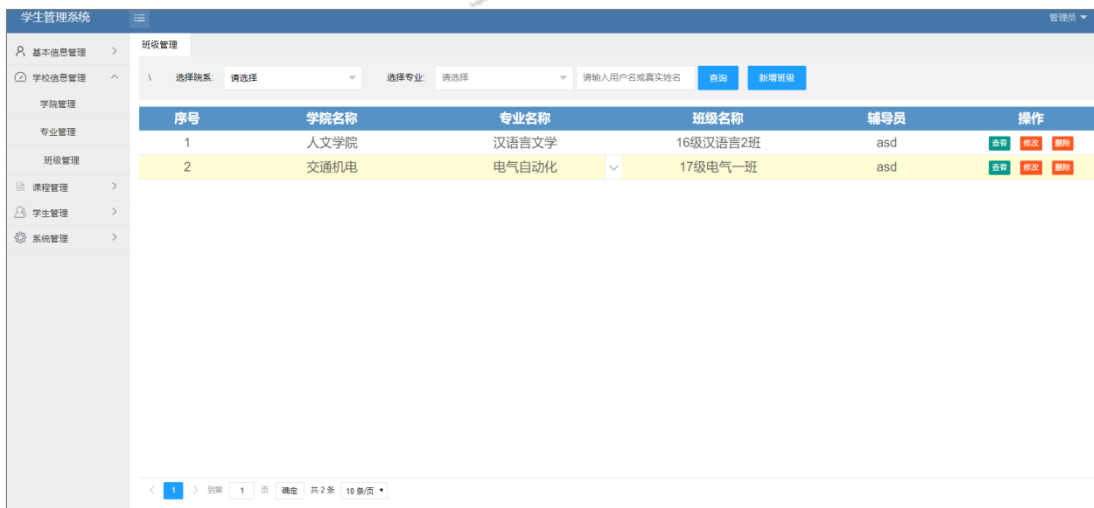 学生管理系统 管理员
基本信息管理
学校信息管理
学院管理
专业管理
班级管理
课程管理
学生管理
系统管理
班级管理
\ 选择院系: 请选择 选择专业: 请选择 请输入用户名或真实姓名 查询 新增班级
序号 学院名称 专业名称 班级名称 辅导员 操作
1 人文学院 汉语言文学 16级汉语言2班 asd 查看 修改 删除
2 交通机电 电气自动化 17级电气一班 asd 查看 修改 删除
1 到第 1 页 确定 共 2 条 10 条/页